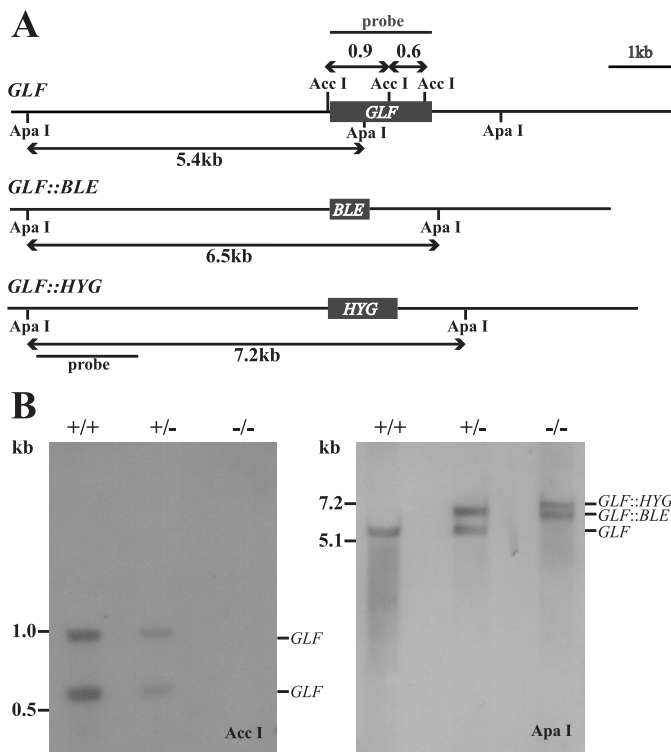 A
probe
0.9 0.6 1kb
Acc I Acc I Acc I
GLF
GLF
Apa I Apa I Apa I
5.4kb
GLF::BLE
BLE
Apa I Apa I
6.5kb
GLF::HYG
HYG
Apa I Apa I
7.2kb
probe
B
+/+ +/- -/-
kb
1.0
GLF
GLF
0.5
Acc I
+/+ +/- -/-
kb
7.2
GLF::HYG
GLF::BLE
GLF
5.1
Apa I